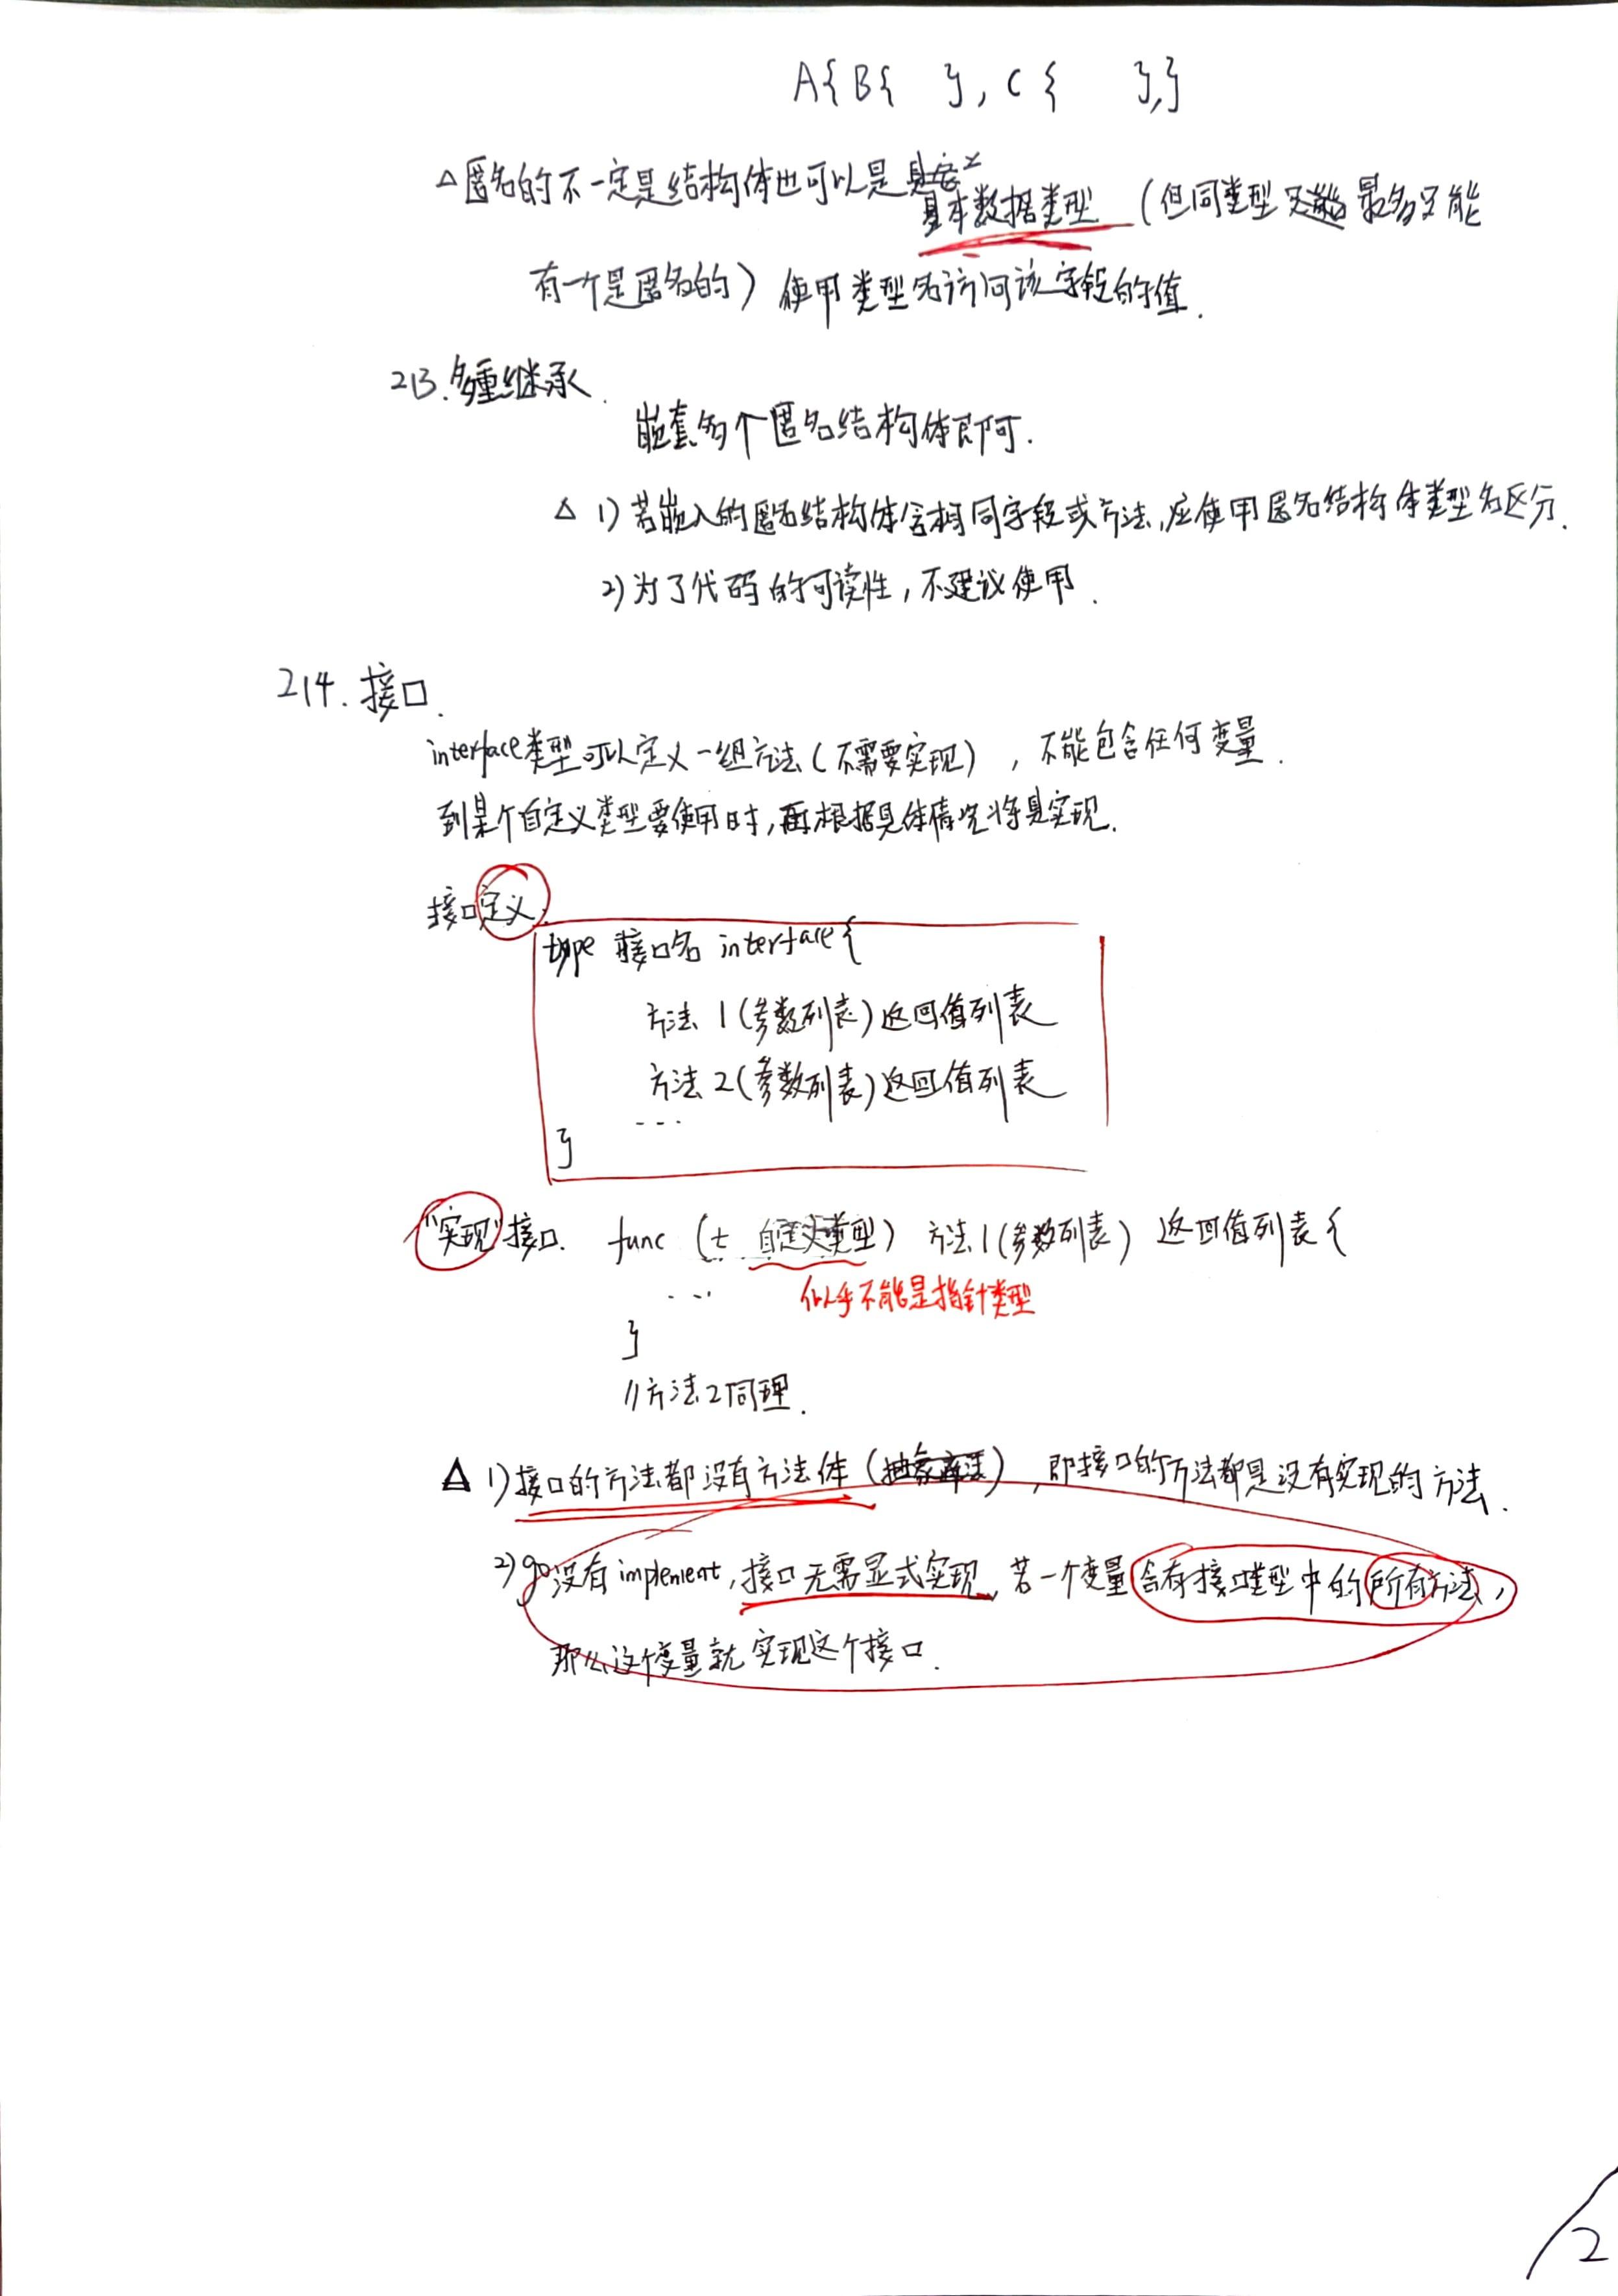 A{B{ },C{ },}
△匿名的不一定是结构体也可以是
基本数据类型(但同类型 最多只能
有一个是匿名的)使用类型名访问该字段的值.
213.多重继承.
嵌套多个匿名结构体即可.
△ 1)若嵌入的匿名结构体含相同字段或方法,应使用匿名结构体类型名区分.
2)为了代码的可读性,不建议使用.
214.接口.
interface类型可以定义一组方法(不需要实现),不能包含任何变量.
到某个自定义类型要使用时,再根据具体情况将其实现.
接口定义.
type 接口名 interface{
方法1(参数列表)返回值列表
方法2(参数列表)返回值列表
...
}
"实现"接口. func (t 自定义类型) 方法1(参数列表) 返回值列表{
...
似乎不能是指针类型
}
//方法2同理.
△ 1)接口的方法都没有方法体( ),即接口的方法都是没有实现的方法.
2)go没有implement,接口无需显式实现,若一个变量含有接口类型中的所有方法,
那么这个变量就实现这个接口.
2